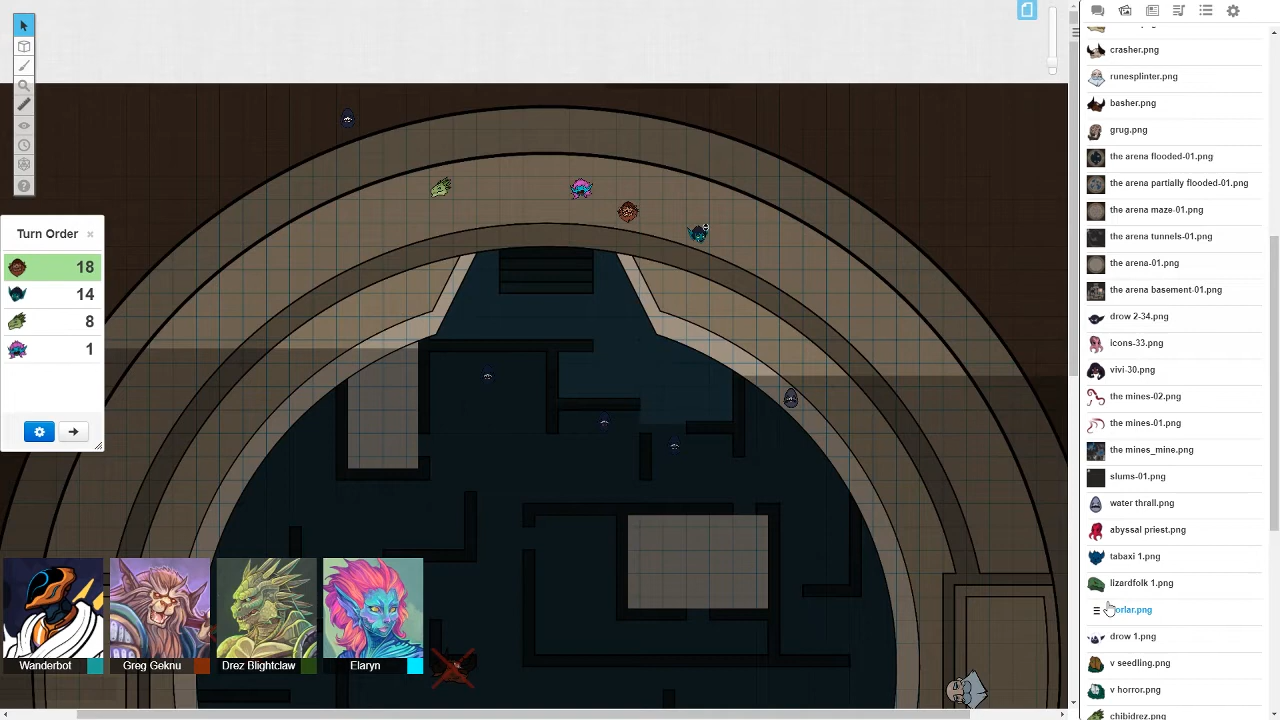 Turn Order ×
18
14
8
1
Wanderbot
Greg Geknu
Drez Blightclaw
Elaryn
crasher.png
runesplinter.png
basher.png
grug.png
the arena flooded-01.png
the arena partially flooded-01.png
the arena maze-01.png
the arena tunnels-01.png
the arena-01.png
the arena basement-01.png
drow 2-34.png
icons-33.png
vivi-30.png
the mines-02.png
the mines-01.png
the mines_mine.png
slums-01.png
water thrall.png
abyssal priest.png
tabaxi 1.png
lizardfolk 1.png
orlar.png
drow 1.png
v seedling.png
v horror.png
chibidrez.png